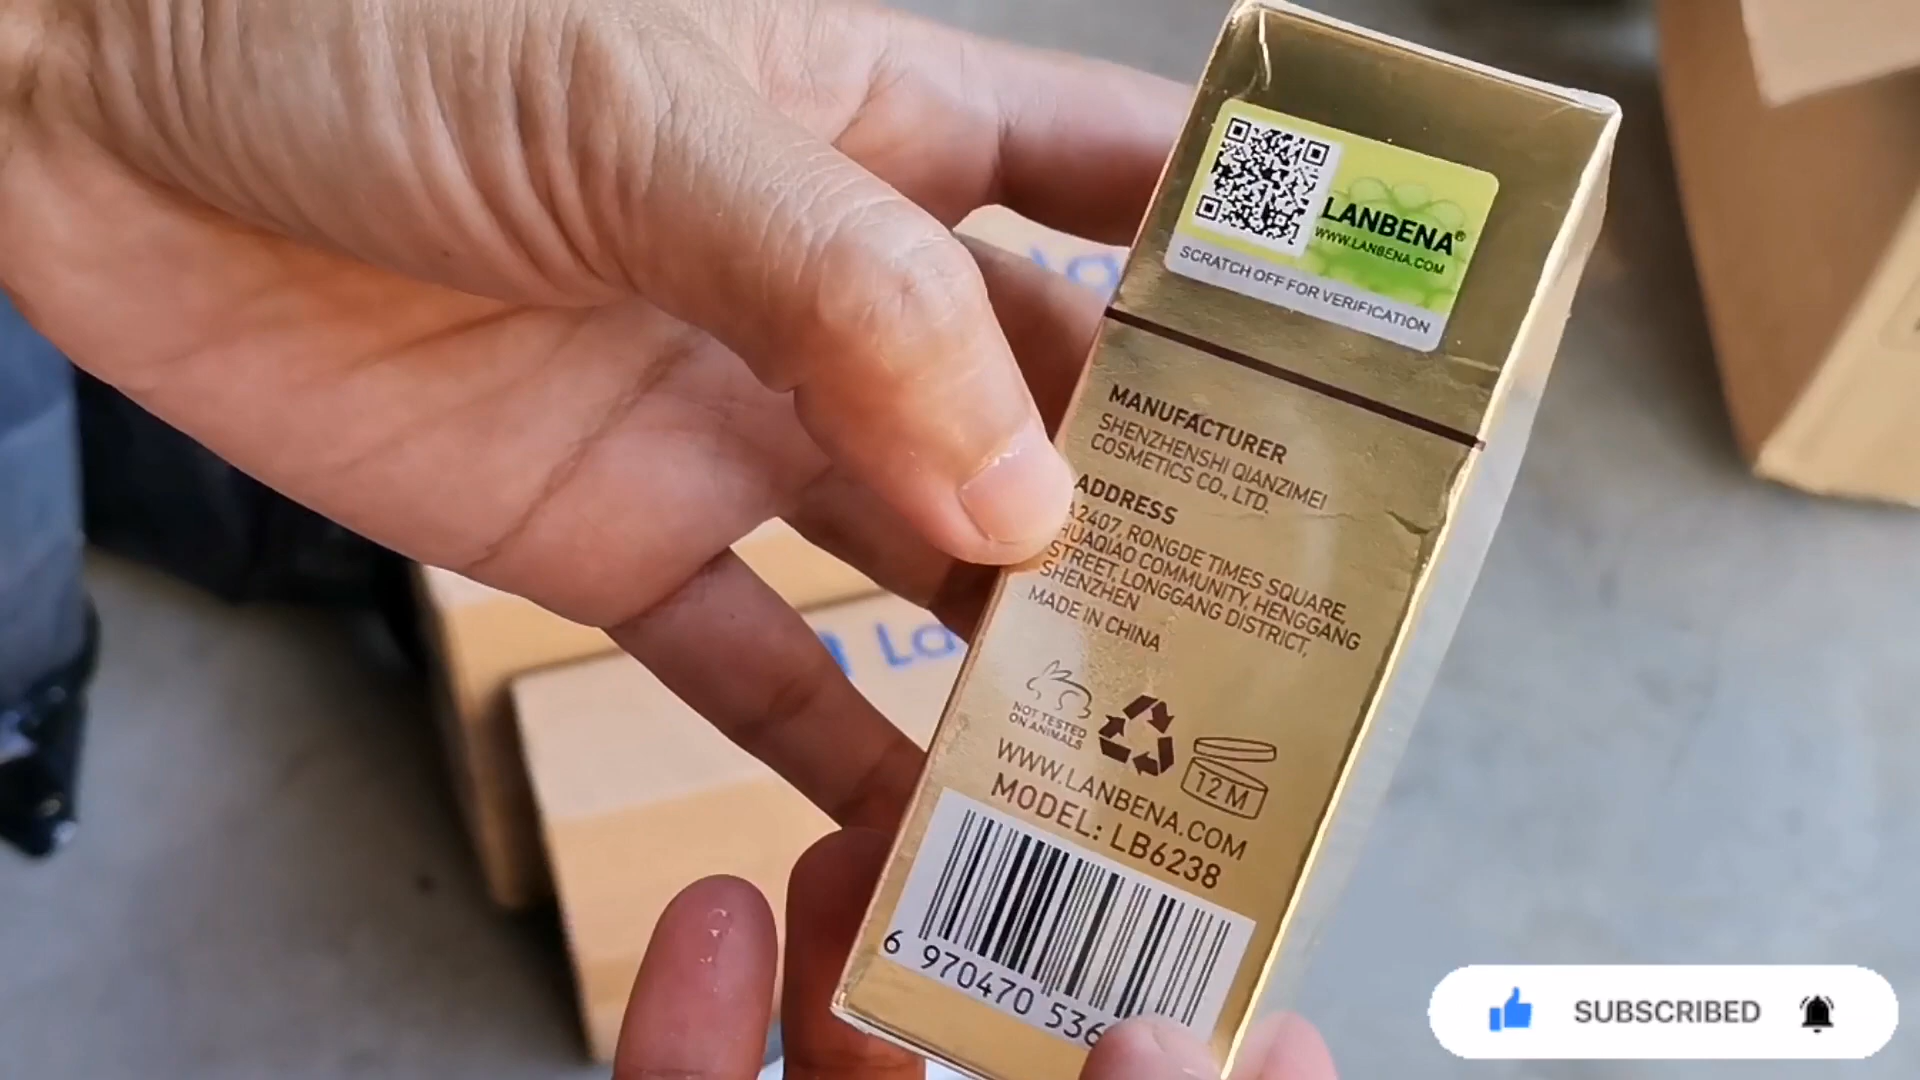 LANBENA®
WWW.LANBENA.COM
SCRATCH OFF FOR VERIFICATION
MANUFACTURER
SHENZHENSHI QIANZIMEI
COSMETICS CO., LTD.
ADDRESS
A2407, RONGDE TIMES SQUARE,
HUAQIAO COMMUNITY, HENGGANG
STREET, LONGGANG DISTRICT,
SHENZHEN
MADE IN CHINA
NOT TESTED
ON ANIMALS
12 M
WWW.LANBENA.COM
MODEL: LB6238
6 970470 536
SUBSCRIBED